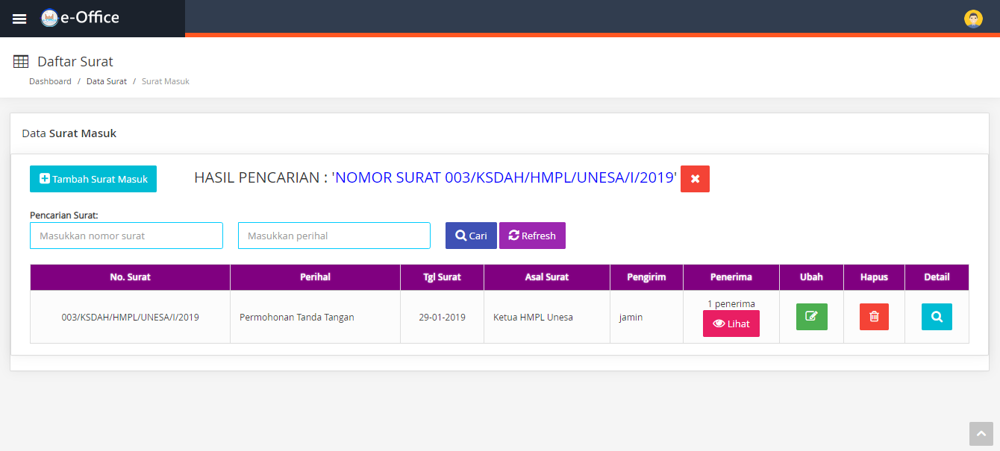 e-Office
Daftar Surat
Dashboard / Data Surat / Surat Masuk
Data Surat Masuk
Tambah Surat Masuk
HASIL PENCARIAN : 'NOMOR SURAT 003/KSDAH/HMPL/UNESA/I/2019'
Pencarian Surat:
Masukkan nomor surat
Masukkan perihal
Cari
Refresh
No. Surat Perihal Tgl Surat Asal Surat Pengirim Penerima Ubah Hapus Detail
003/KSDAH/HMPL/UNESA/I/2019 Permohonan Tanda Tangan 29-01-2019 Ketua HMPL Unesa jamin 1 penerima
Lihat